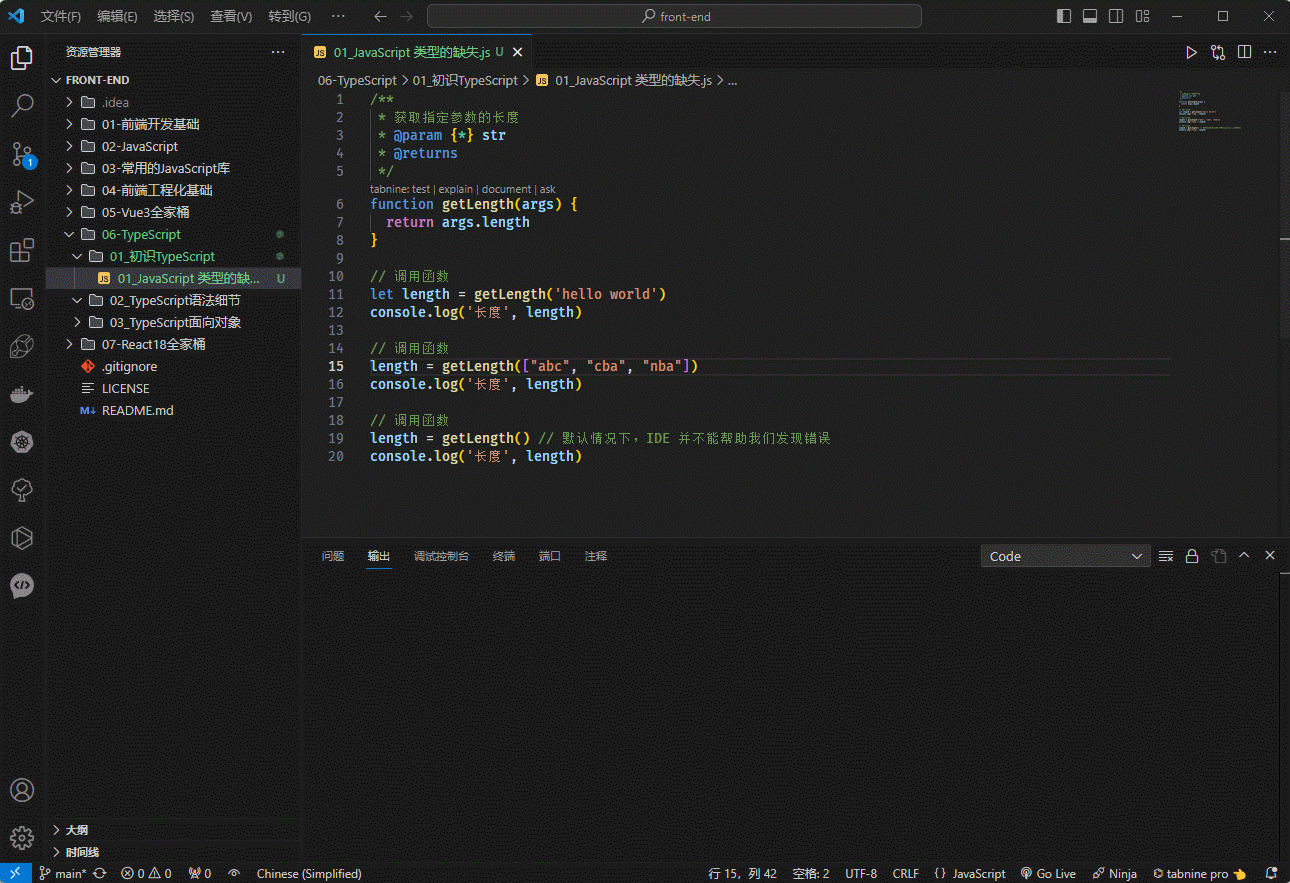 文件(F) 编辑(E) 选择(S) 查看(V) 转到(G) ··· front-end
资源管理器 ···
FRONT-END
.idea
01-前端开发基础
02-JavaScript
03-常用的JavaScript库
04-前端工程化基础
05-Vue3全家桶
06-TypeScript
01_初识TypeScript
JS 01_JavaScript 类型的缺... U
02_TypeScript语法细节
03_TypeScript面向对象
07-React18全家桶
.gitignore
LICENSE
M↓ README.md
大纲
时间线
1
JS 01_JavaScript 类型的缺失.js U
06-TypeScript > 01_初识TypeScript > JS 01_JavaScript 类型的缺失.js > ...
1 /**
2 * 获取指定参数的长度
3 * @param {*} str
4 * @returns
5 */
tabnine: test | explain | document | ask
6 function getLength(args) {
7 return args.length
8 }
9
10 // 调用函数
11 let length = getLength('hello world')
12 console.log('长度', length)
13
14 // 调用函数
15 length = getLength(["abc", "cba", "nba"])
16 console.log('长度', length)
17
18 // 调用函数
19 length = getLength() // 默认情况下，IDE 并不能帮助我们发现错误
20 console.log('长度', length)
问题 输出 调试控制台 终端 端口 注释 Code
main* 0 0 0 Chinese (Simplified) 行 15，列 42 空格: 2 UTF-8 CRLF { } JavaScript Go Live Ninja tabnine pro 👈